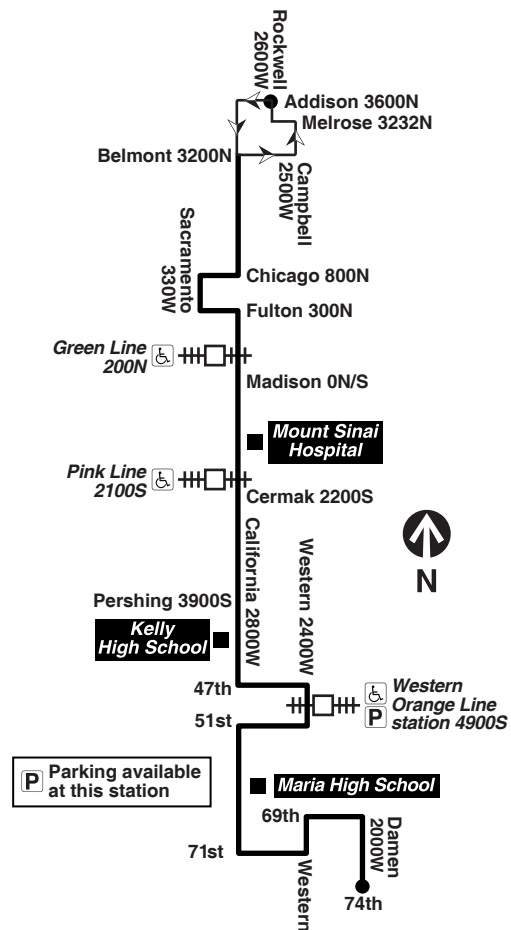 Rockwell
2600W
Addison 3600N
Melrose 3232N
Belmont 3200N
Campbell
2500W
Sacramento
330W
Chicago 800N
Fulton 300N
Green Line
200N
Madison 0N/S
Mount Sinai
Hospital
Pink Line
2100S
Cermak 2200S
California 2800W
Western 2400W
N
Pershing 3900S
Kelly
High School
47th
51st
P
Western
Orange Line
station 4900S
P Parking available
at this station
Maria High School
69th
Damen
2000W
71st
Western
74th